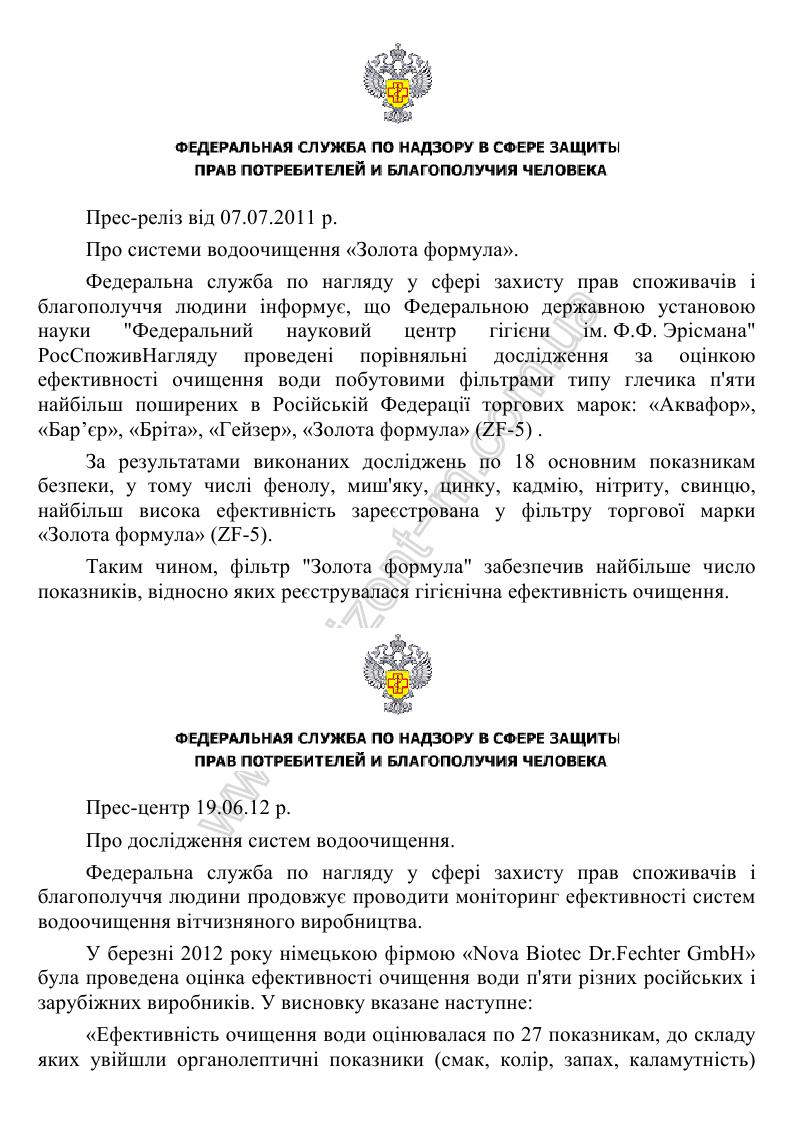 ФЕДЕРАЛЬНАЯ СЛУЖБА ПО НАДЗОРУ В СФЕРЕ ЗАЩИТЫ
ПРАВ ПОТРЕБИТЕЛЕЙ И БЛАГОПОЛУЧИЯ ЧЕЛОВЕКА
Прес-реліз від 07.07.2011 р.
Про системи водоочищення «Золота формула».
Федеральна служба по нагляду у сфері захисту прав споживачів і
благополуччя людини інформує, що Федеральною державною установою
науки "Федеральний науковий центр гігієни ім. Ф.Ф. Эрісмана"
РосСпоживНагляду проведені порівняльні дослідження за оцінкою
ефективності очищення води побутовими фільтрами типу глечика п'яти
найбільш поширених в Російській Федерації торгових марок: «Аквафор»,
«Бар’єр», «Бріта», «Гейзер», «Золота формула» (ZF-5) .
За результатами виконаних досліджень по 18 основним показникам
безпеки, у тому числі фенолу, миш'яку, цинку, кадмію, нітриту, свинцю,
найбільш висока ефективність зареєстрована у фільтру торгової марки
«Золота формула» (ZF-5).
Таким чином, фільтр "Золота формула" забезпечив найбільше число
показників, відносно яких реєструвалася гігієнічна ефективність очищення.
ФЕДЕРАЛЬНАЯ СЛУЖБА ПО НАДЗОРУ В СФЕРЕ ЗАЩИТЫ
ПРАВ ПОТРЕБИТЕЛЕЙ И БЛАГОПОЛУЧИЯ ЧЕЛОВЕКА
Прес-центр 19.06.12 р.
Про дослідження систем водоочищення.
Федеральна служба по нагляду у сфері захисту прав споживачів і
благополуччя людини продовжує проводити моніторинг ефективності систем
водоочищення вітчизняного виробництва.
У березні 2012 року німецькою фірмою «Nova Biotec Dr.Fechter GmbH»
була проведена оцінка ефективності очищення води п'яти різних російських і
зарубіжних виробників. У висновку вказане наступне:
«Ефективність очищення води оцінювалася по 27 показникам, до складу
яких увійшли органолептичні показники (смак, колір, запах, каламутність)